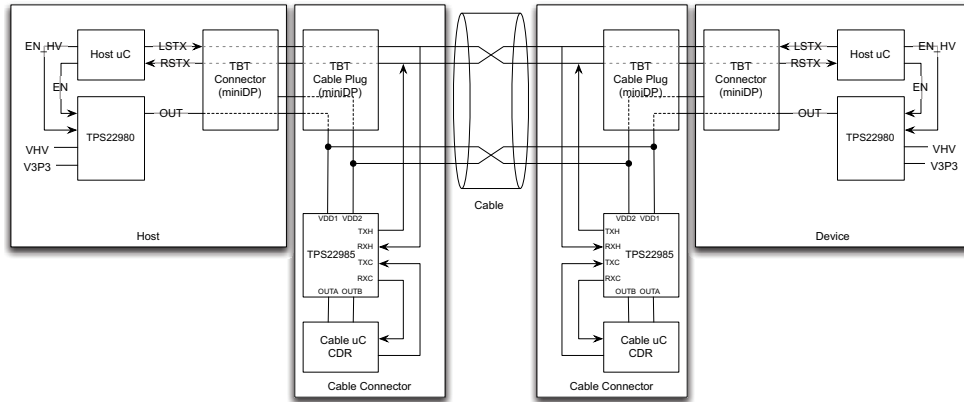 EN_HV
Host uC
LSTX
RSTX
EN
TPS22980
OUT
VHV
V3P3
Host
TBT
Connector
(miniDP)
TBT
Cable Plug
(miniDP)
VDD1 VDD2
TXH
RXH
TPS22985
TXC
RXC
OUTA OUTB
Cable uC
CDR
Cable Connector
Cable
TBT
Cable Plug
(miniDP)
VDD2 VDD1
TXH
RXH
TXC
TPS22985
RXC
OUTB OUTA
Cable uC
CDR
Cable Connector
TBT
Connector
(miniDP)
LSTX
RSTX
Host uC
EN_HV
EN
OUT
TPS22980
VHV
V3P3
Device